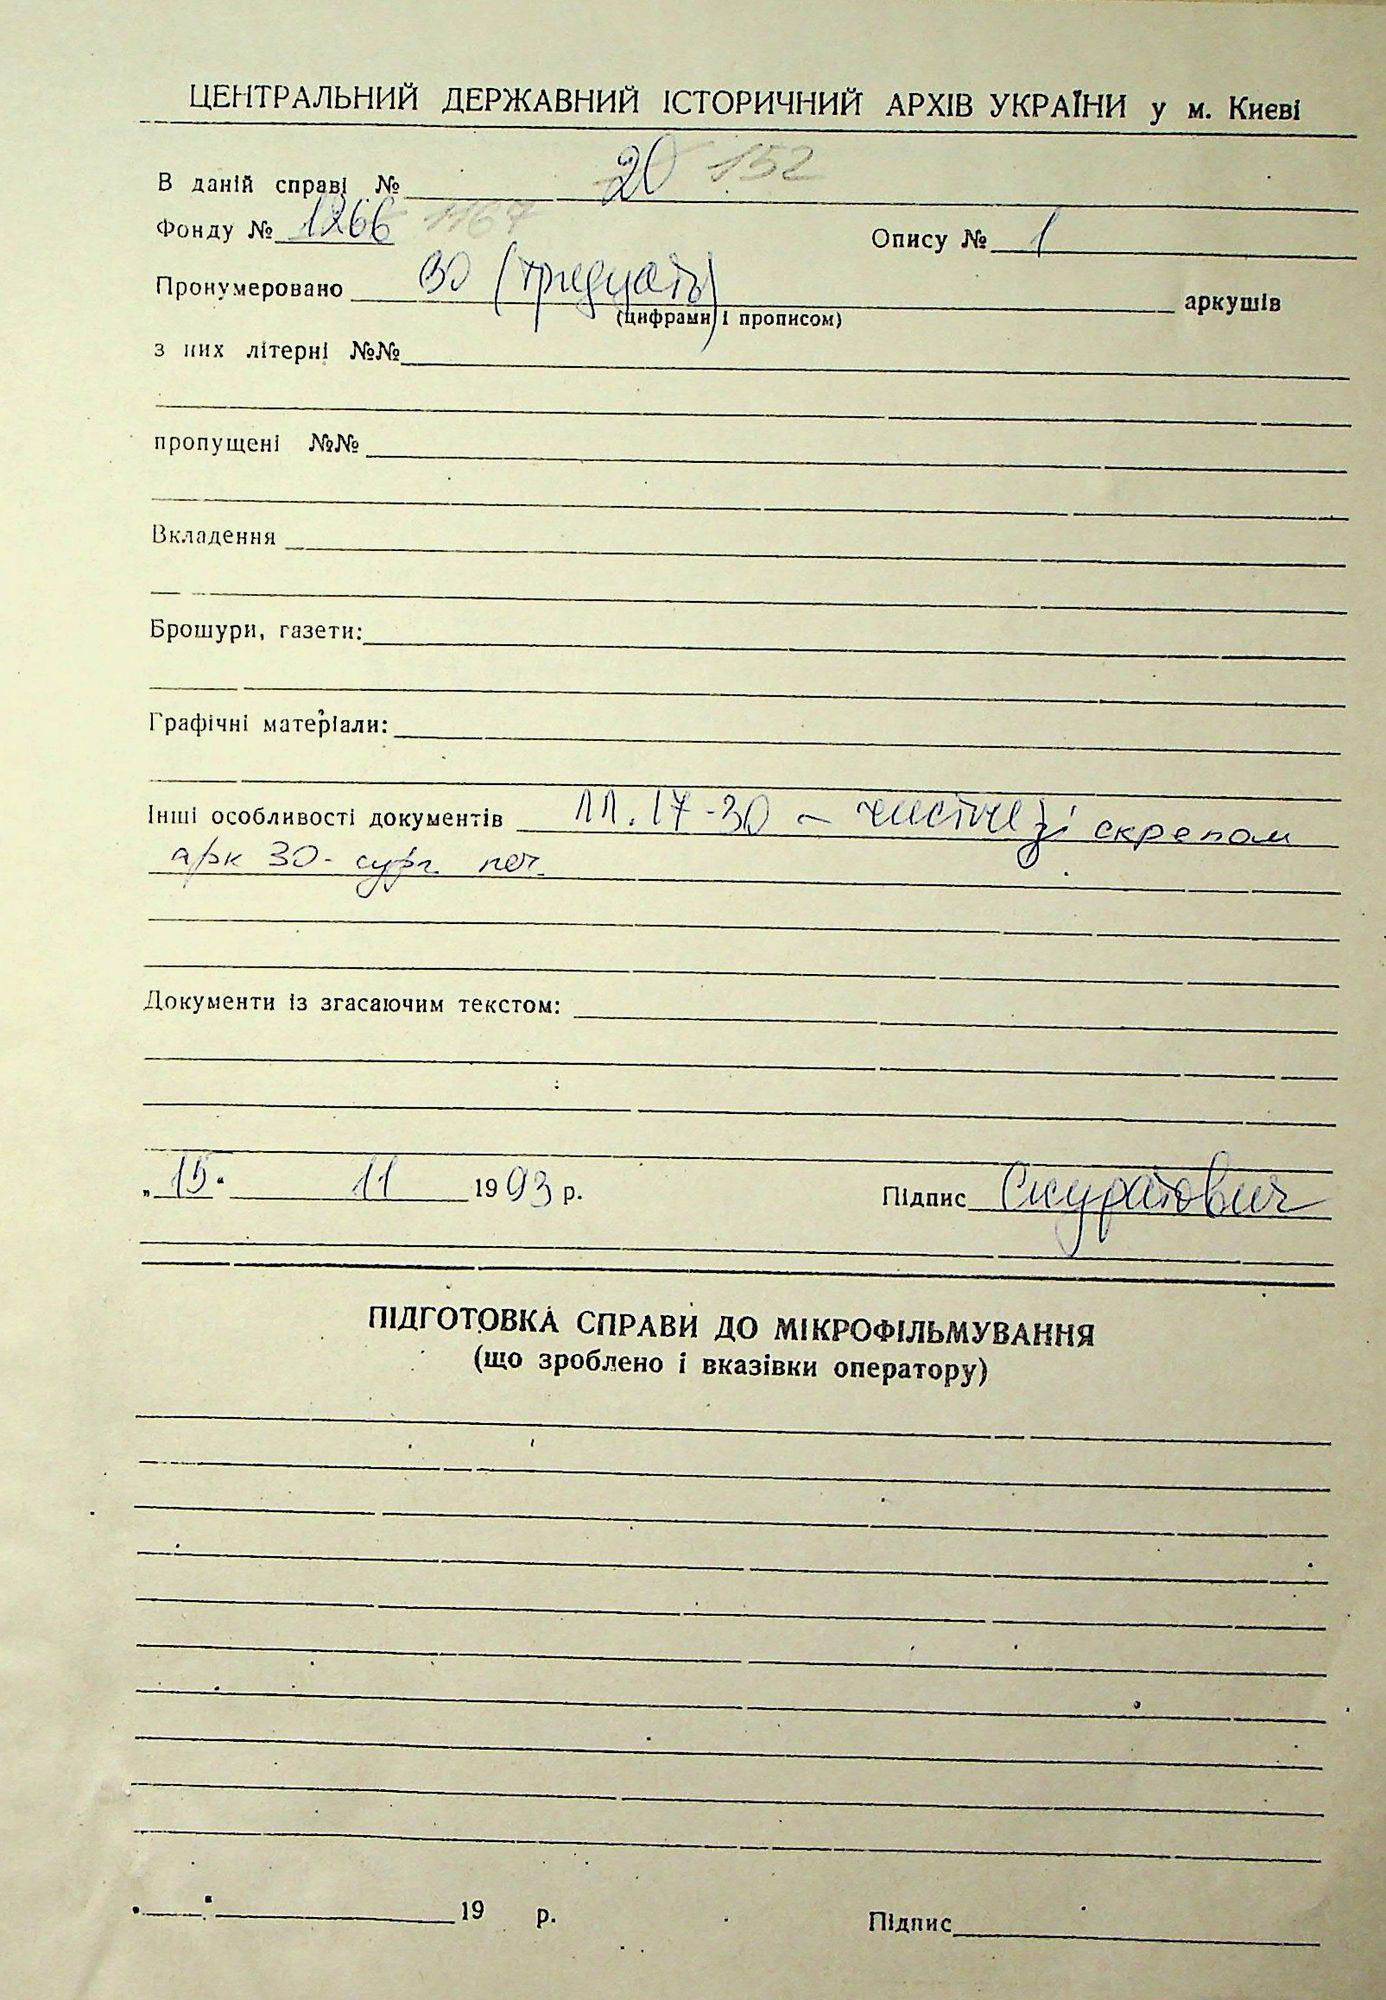 ЦЕНТРАЛЬНИЙ ДЕРЖАВНИЙ ІСТОРИЧНИЙ АРХІВ УКРАЇНИ у м. Києві
В даній справі № 20 152
Фонду № 1266 1167 Опису № 1
Пронумеровано 30 (тридцать) аркушів
(цифрами і прописом)
з них літерні №№
пропущені №№
Вкладення
Брошури, газети:
Графічні матеріали:
Інші особливості документів лл. 17-30 – чистые зі скрепом
арк 30 - сург. печ.
Документи із згасаючим текстом:
„15" 11 1993 р. Підпис Скуратович
ПІДГОТОВКА СПРАВИ ДО МІКРОФІЛЬМУВАННЯ
(що зроблено і вказівки оператору)
19 р. Підпис